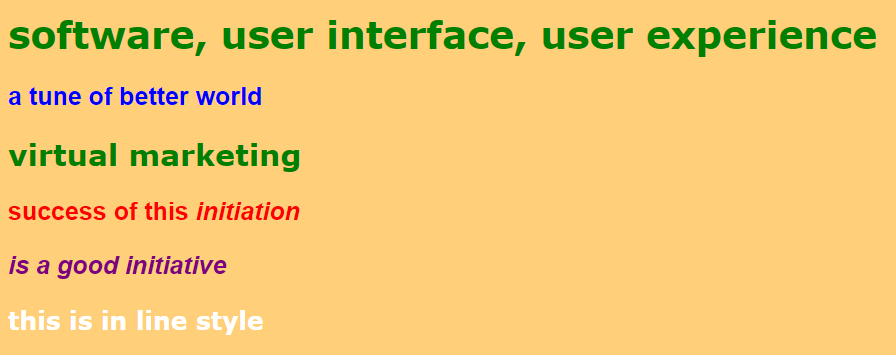 software, user interface, user experience
a tune of better world
virtual marketing
success of this initiation
is a good initiative
this is in line style